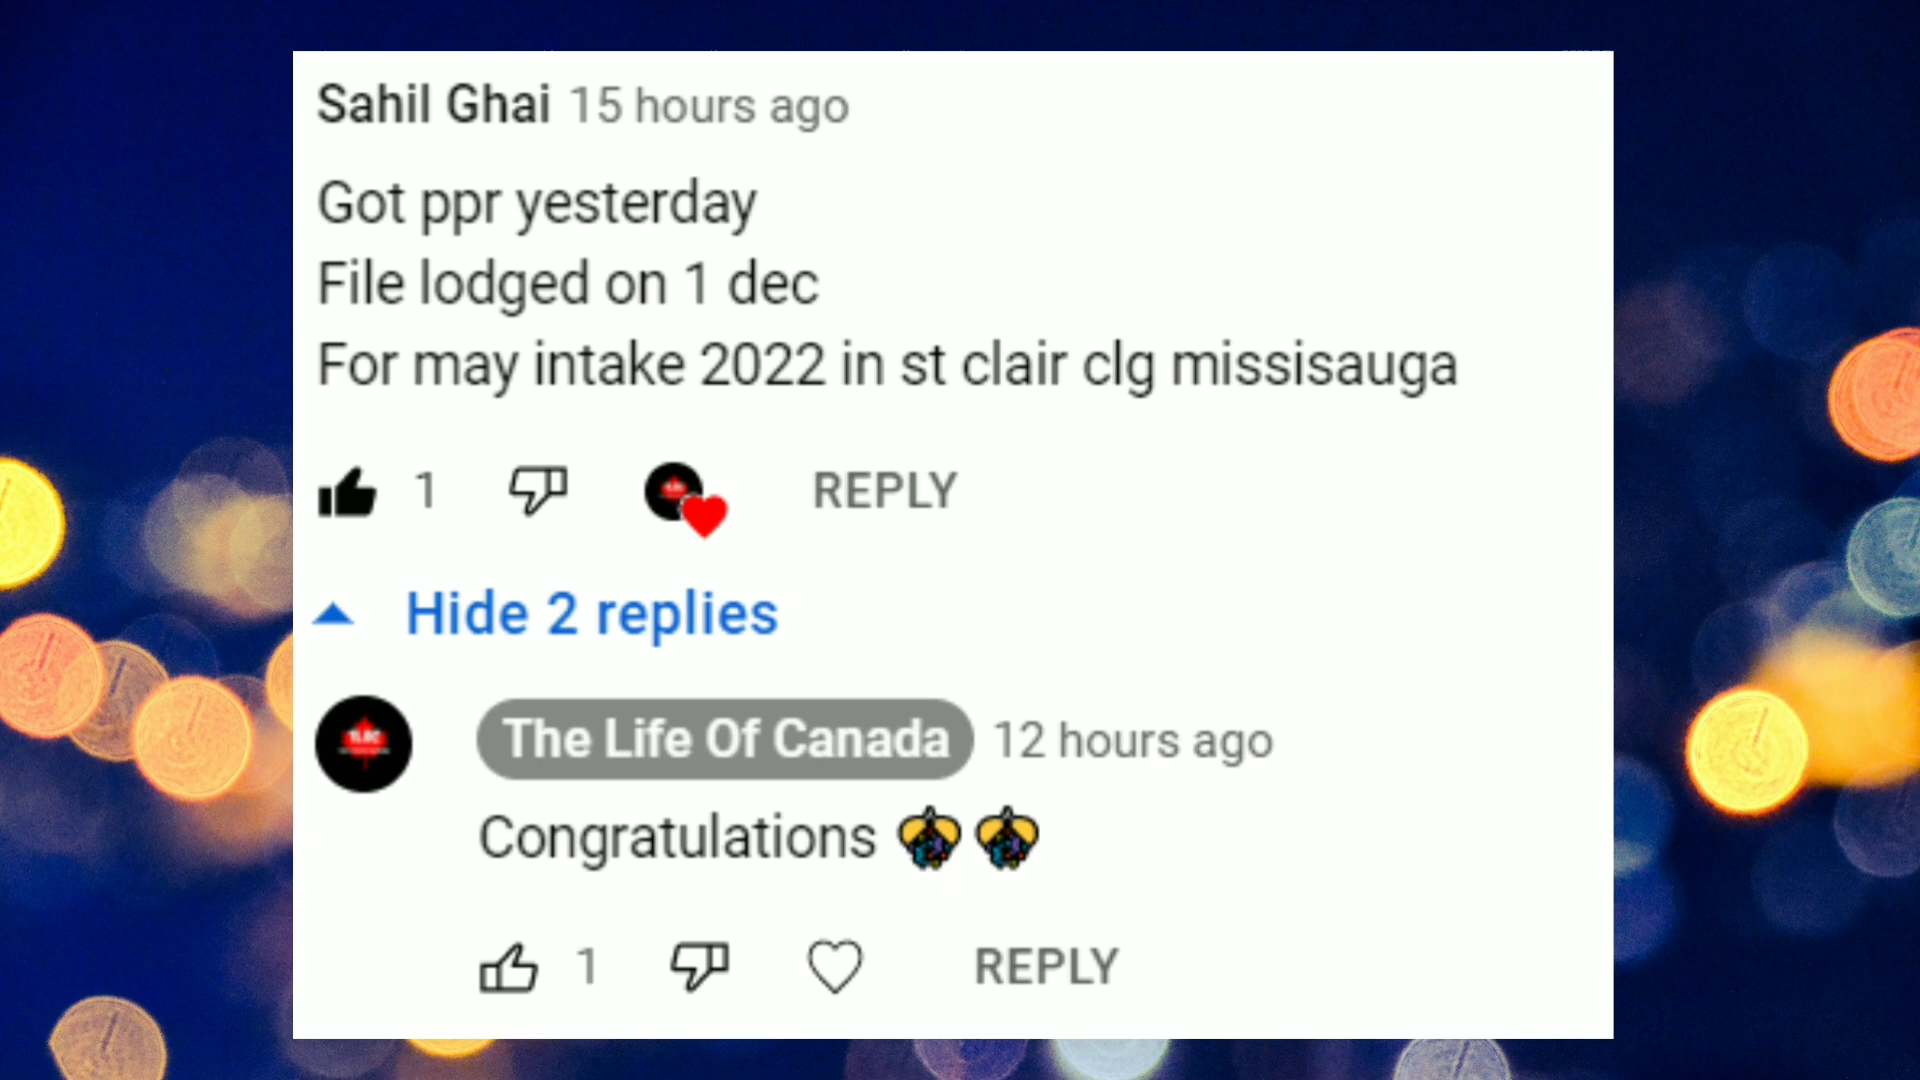 Sahil Ghai 15 hours ago
Got ppr yesterday
File lodged on 1 dec
For may intake 2022 in st clair clg missisauga
1 REPLY
Hide 2 replies
The Life Of Canada 12 hours ago
Congratulations
1 REPLY